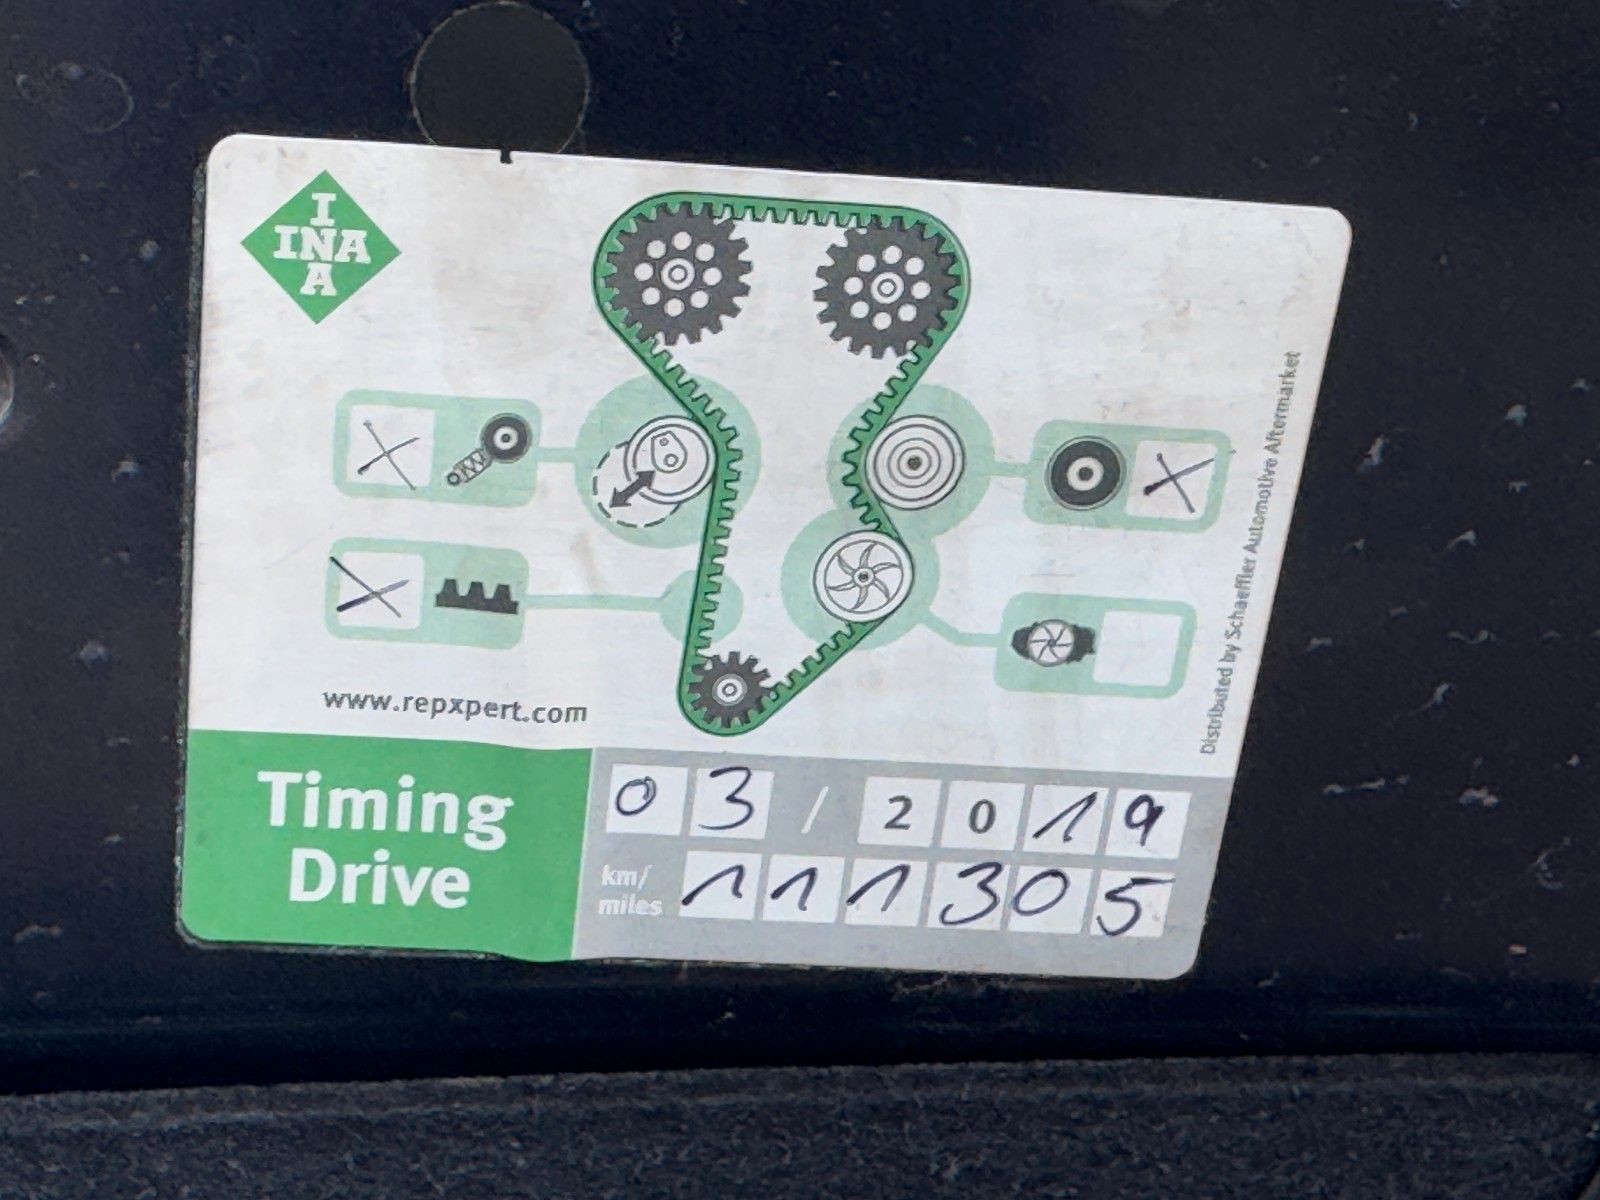 I
INA
A
www.repxpert.com
Distributed by Schaeffler Automotive Aftermarket
Timing
Drive
03 / 2019
km/
miles
111305